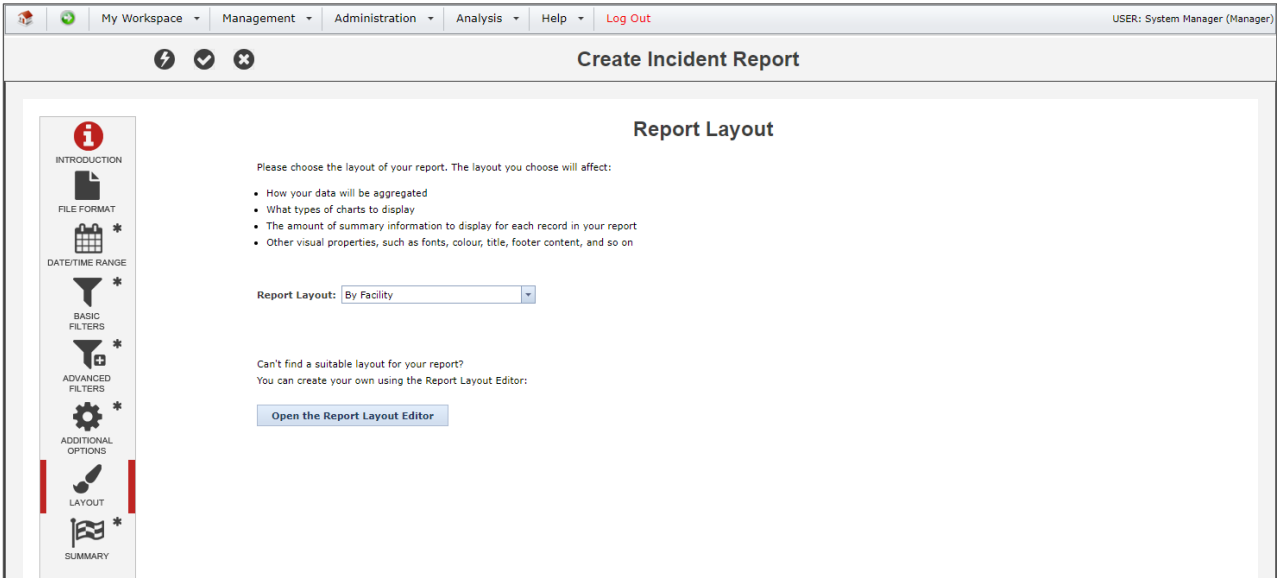 My Workspace Management Administration Analysis Help Log Out USER: System Manager (Manager)
Create Incident Report
INTRODUCTION
FILE FORMAT
DATE/TIME RANGE
BASIC
FILTERS
ADVANCED
FILTERS
ADDITIONAL
OPTIONS
LAYOUT
SUMMARY
Report Layout
Please choose the layout of your report. The layout you choose will affect:
• How your data will be aggregated
• What types of charts to display
• The amount of summary information to display for each record in your report
• Other visual properties, such as fonts, colour, title, footer content, and so on
Report Layout: By Facility
Can't find a suitable layout for your report?
You can create your own using the Report Layout Editor:
Open the Report Layout Editor